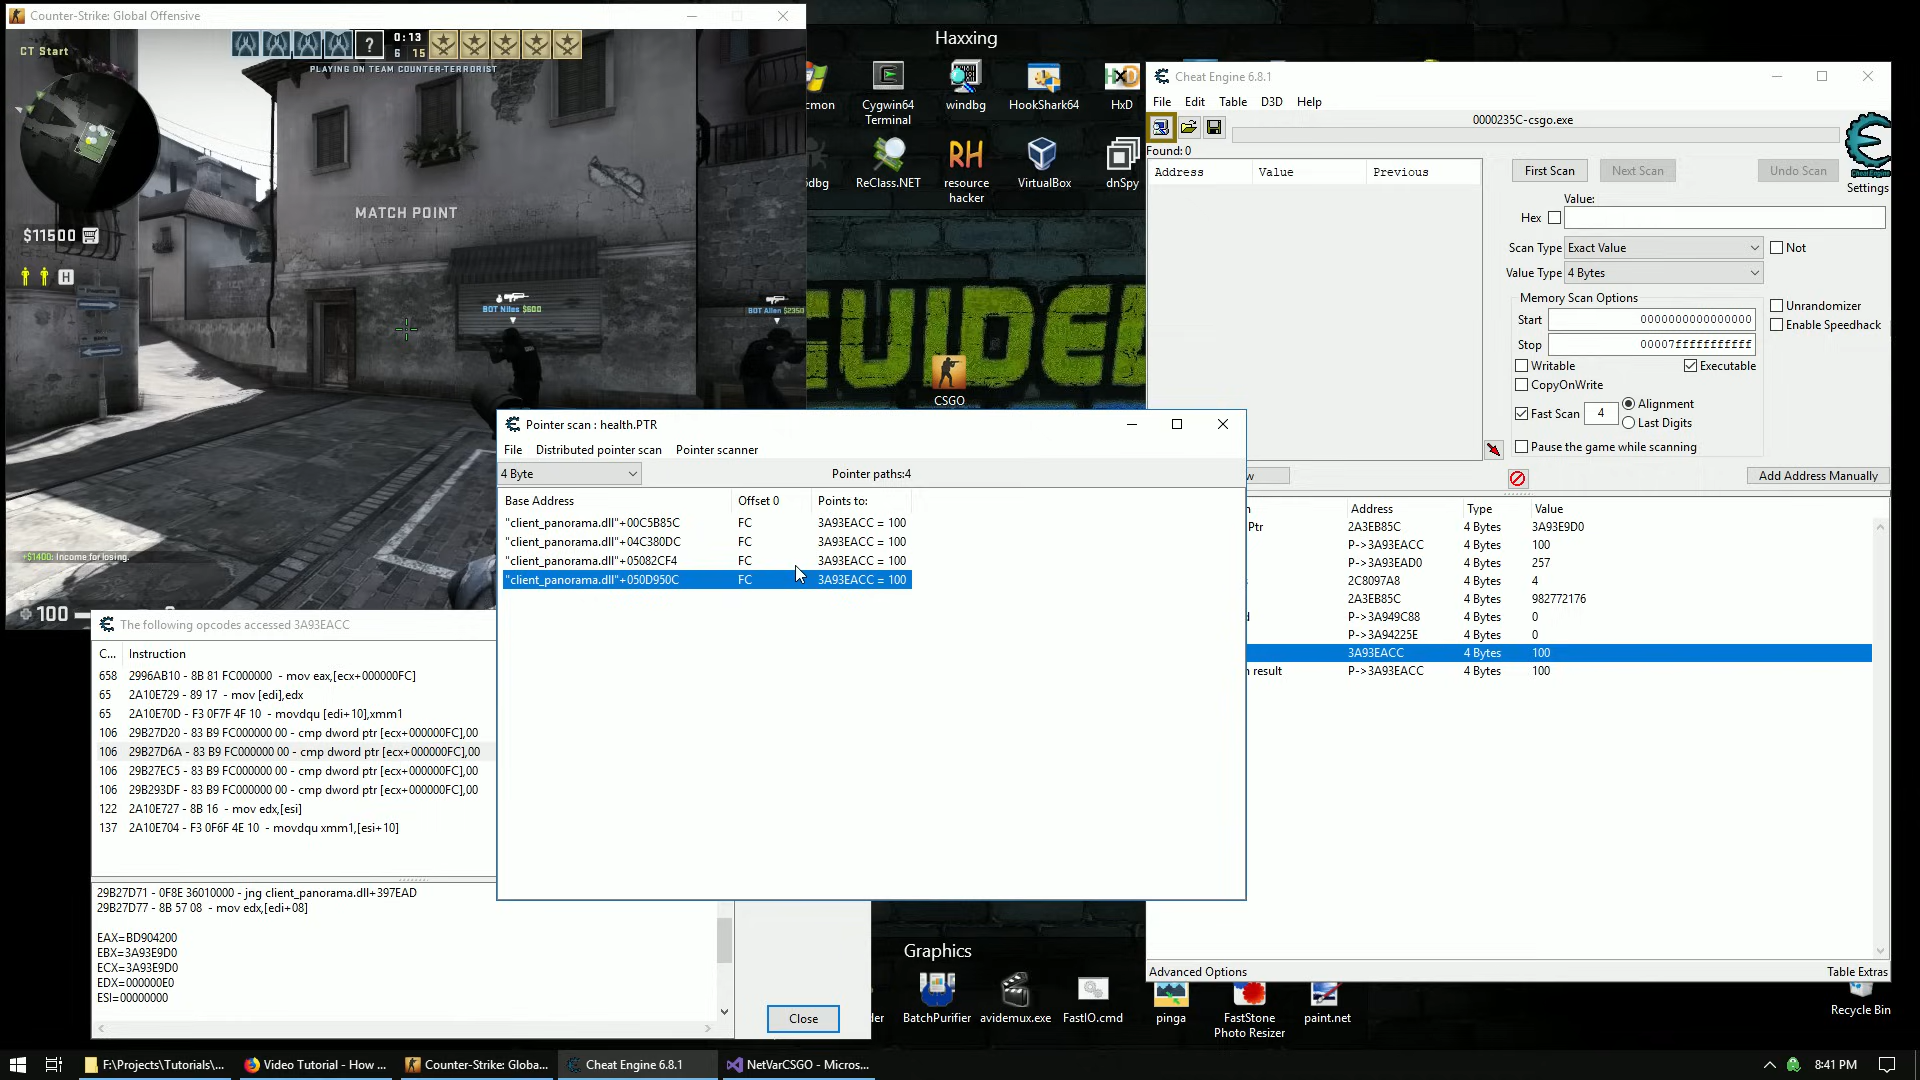 Counter-Strike: Global Offensive
CT Start
?
0:13
6 15
PLAYING ON TEAM COUNTER-TERRORIST
MATCH POINT
$11500
H
BOT Niles $600
BOT Allen $2350
+$1400: Income for losing.
100
Haxxing
Cygwin64
Terminal
windbg
HookShark64
HxD
ReClass.NET
RH
resource
hacker
VirtualBox
dnSpy
CSGO
Cheat Engine 6.8.1
File Edit Table D3D Help
0000235C-csgo.exe
Found: 0
Address Value Previous
First Scan Next Scan Undo Scan
Settings
Value:
Hex
Scan Type Exact Value Not
Value Type 4 Bytes
Memory Scan Options
Start 0000000000000000
Stop 00007fffffffffff
Unrandomizer
Enable Speedhack
Writable Executable
CopyOnWrite
Fast Scan 4 Alignment
Last Digits
Pause the game while scanning
Add Address Manually
Address Type Value
Ptr 2A3EB85C 4 Bytes 3A93E9D0
P->3A93EACC 4 Bytes 100
P->3A93EAD0 4 Bytes 257
2C8097A8 4 Bytes 4
2A3EB85C 4 Bytes 982772176
P->3A949C88 4 Bytes 0
P->3A94225E 4 Bytes 0
3A93EACC 4 Bytes 100
result P->3A93EACC 4 Bytes 100
Advanced Options Table Extras
Pointer scan : health.PTR
File Distributed pointer scan Pointer scanner
4 Byte Pointer paths:4
Base Address Offset 0 Points to:
"client_panorama.dll"+00C5B85C FC 3A93EACC = 100
"client_panorama.dll"+04C380DC FC 3A93EACC = 100
"client_panorama.dll"+05082CF4 FC 3A93EACC = 100
"client_panorama.dll"+050D950C FC 3A93EACC = 100
The following opcodes accessed 3A93EACC
C... Instruction
658 2996AB10 - 8B 81 FC000000 - mov eax,[ecx+000000FC]
65 2A10E729 - 89 17 - mov [edi],edx
65 2A10E70D - F3 0F7F 4F 10 - movdqu [edi+10],xmm1
106 29B27D20 - 83 B9 FC000000 00 - cmp dword ptr [ecx+000000FC],00
106 29B27D6A - 83 B9 FC000000 00 - cmp dword ptr [ecx+000000FC],00
106 29B27EC5 - 83 B9 FC000000 00 - cmp dword ptr [ecx+000000FC],00
106 29B293DF - 83 B9 FC000000 00 - cmp dword ptr [ecx+000000FC],00
122 2A10E727 - 8B 16 - mov edx,[esi]
137 2A10E704 - F3 0F6F 4E 10 - movdqu xmm1,[esi+10]
29B27D71 - 0F8E 36010000 - jng client_panorama.dll+397EAD
29B27D77 - 8B 57 08 - mov edx,[edi+08]
EAX=BD904200
EBX=3A93E9D0
ECX=3A93E9D0
EDX=000000E0
ESI=00000000
Close
Graphics
BatchPurifier
avidemux.exe
FastIO.cmd
pinga
FastStone
Photo Resizer
paint.net
Recycle Bin
F:\Projects\Tutorials\...
Video Tutorial - How ...
Counter-Strike: Globa...
Cheat Engine 6.8.1
NetVarCSGO - Micros...
8:41 PM